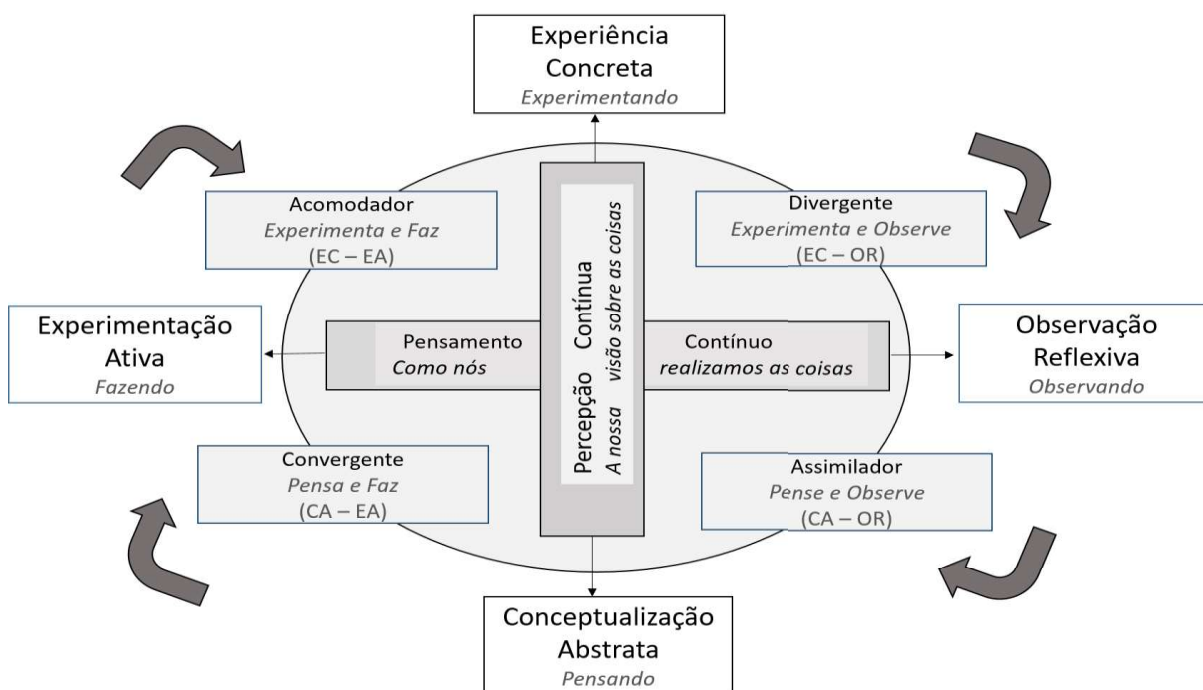 Experiência
Concreta
Experimentando
Acomodador
Experimenta e Faz
(EC – EA)
Divergente
Experimenta e Observe
(EC – OR)
Experimentação
Ativa
Fazendo
Pensamento
Como nós
Percepção Contínua
A nossa visão sobre as coisas
Contínuo
realizamos as coisas
Observação
Reflexiva
Observando
Convergente
Pensa e Faz
(CA – EA)
Assimilador
Pense e Observe
(CA – OR)
Conceptualização
Abstrata
Pensando